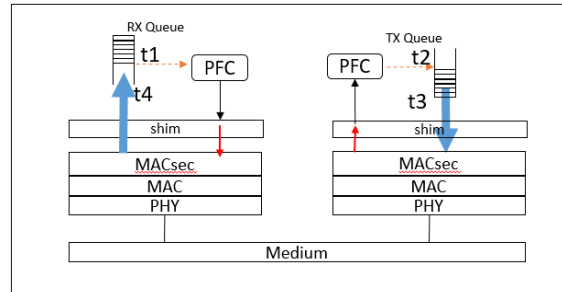 RX Queue
TX Queue
t1
PFC
t4
PFC
t2
t3
shim
shim
MACsec
MACsec
MAC
MAC
PHY
PHY
Medium